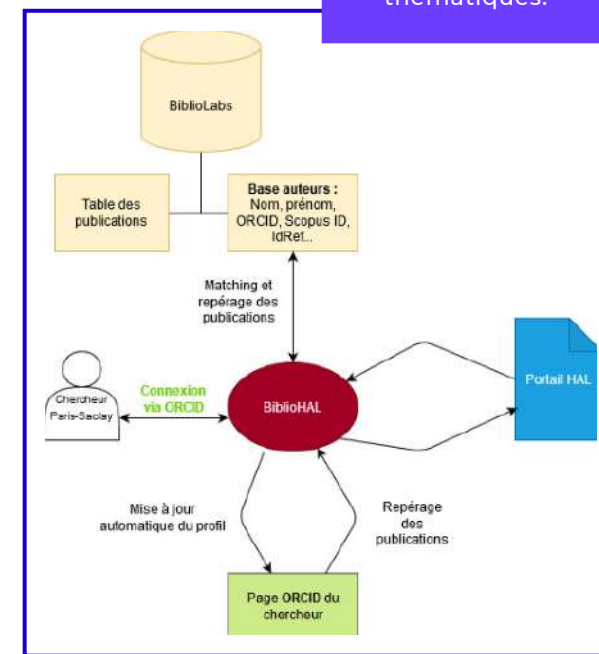 thématiques.
BiblioLabs
Table des
publications
Base auteurs :
Nom, prénom,
ORCID, Scopus ID,
IdRef...
Matching et
repérage des
publications
Chercheur
Paris-Saclay
Connexion
via ORCID
BiblioHAL
Portail HAL
Mise à jour
automatique du profil
Repérage
des
publications
Page ORCID du
chercheur